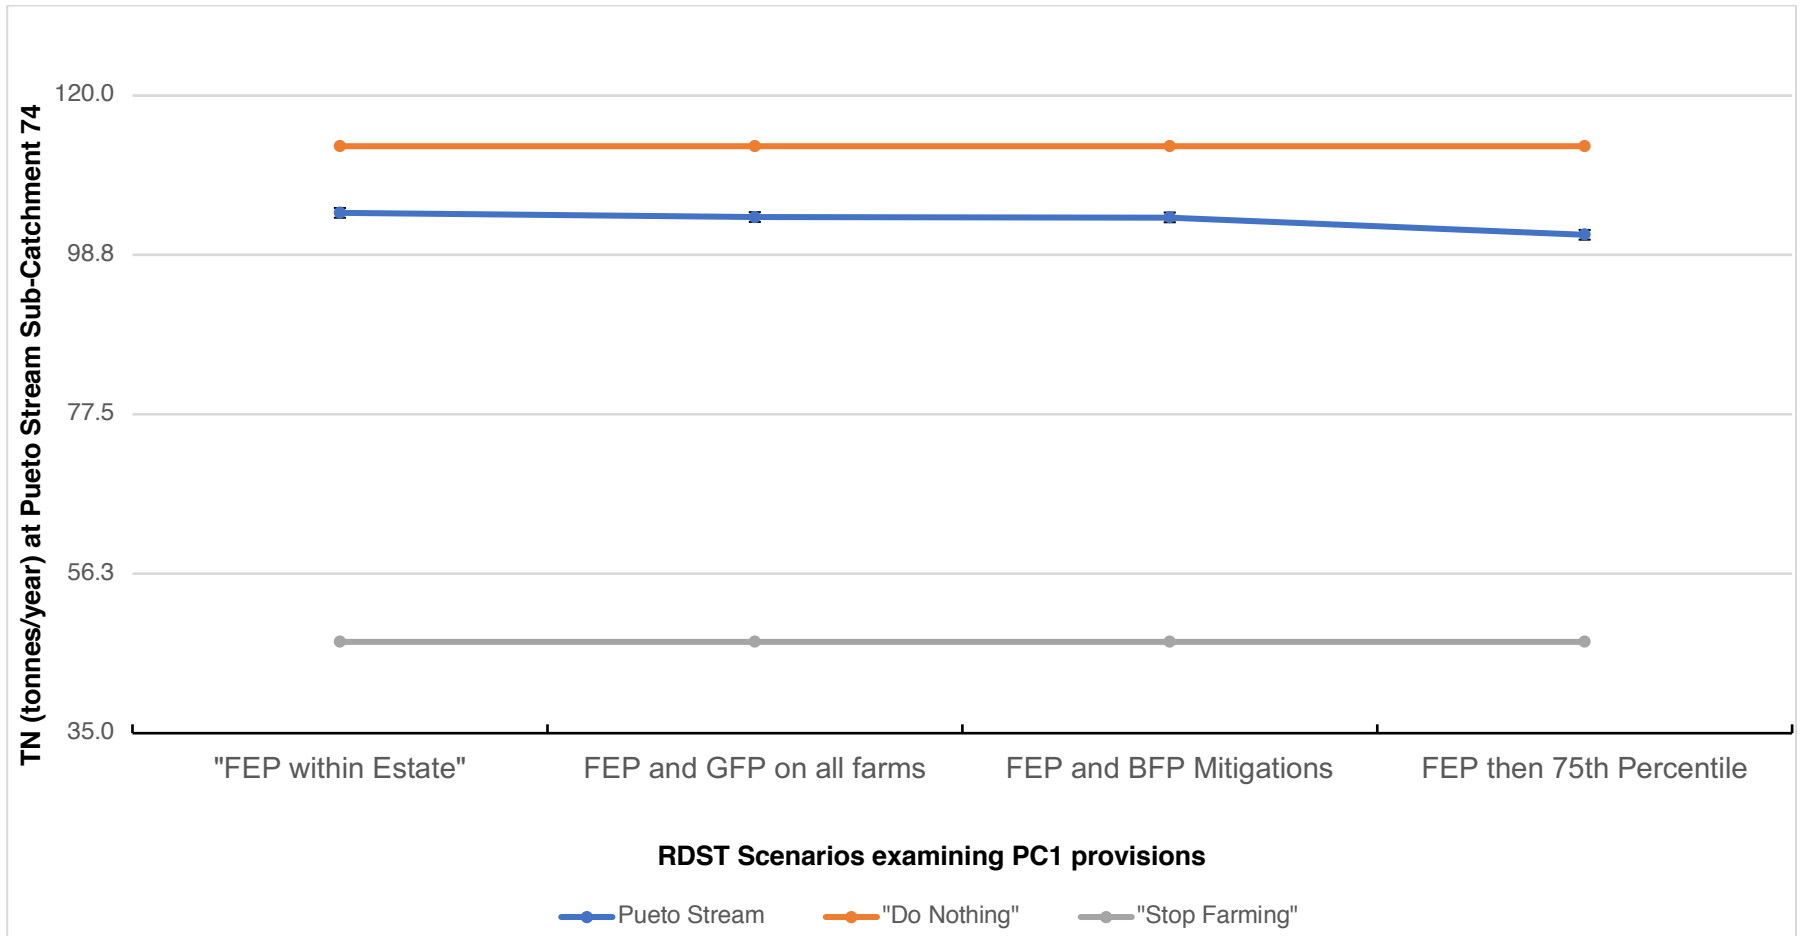 TN (tonnes/year) at Pueto Stream Sub-Catchment 74
120.0
98.8
77.5
56.3
35.0
"FEP within Estate"
FEP and GFP on all farms
FEP and BFP Mitigations
FEP then 75th Percentile
RDST Scenarios examining PC1 provisions
Pueto Stream
"Do Nothing"
"Stop Farming"